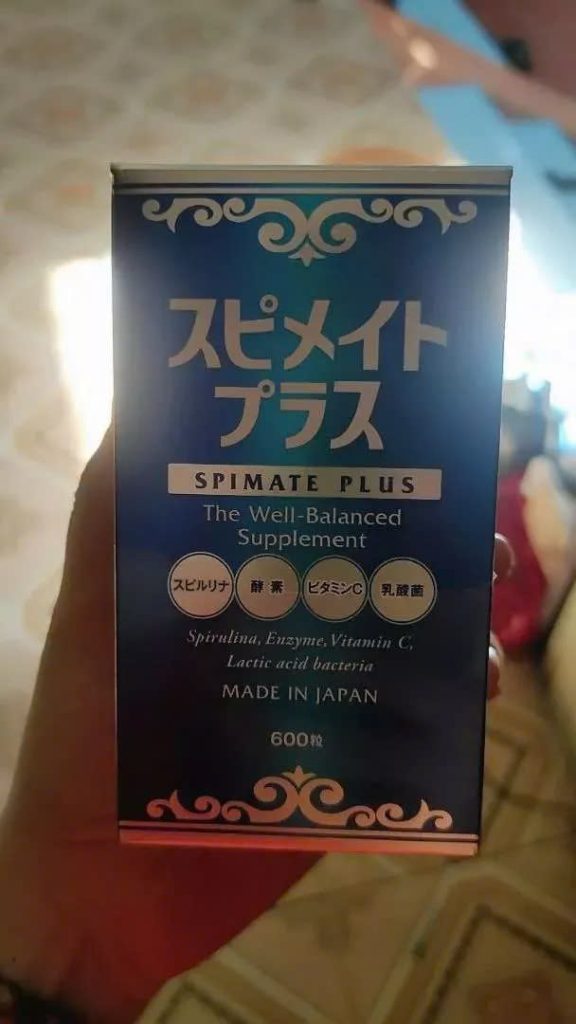 スピメイト
プラス
SPIMATE PLUS
The Well-Balanced
Supplement
スピルリナ 酵素 ビタミンC 乳酸菌
Spirulina, Enzyme, Vitamin C,
Lactic acid bacteria
MADE IN JAPAN
600粒